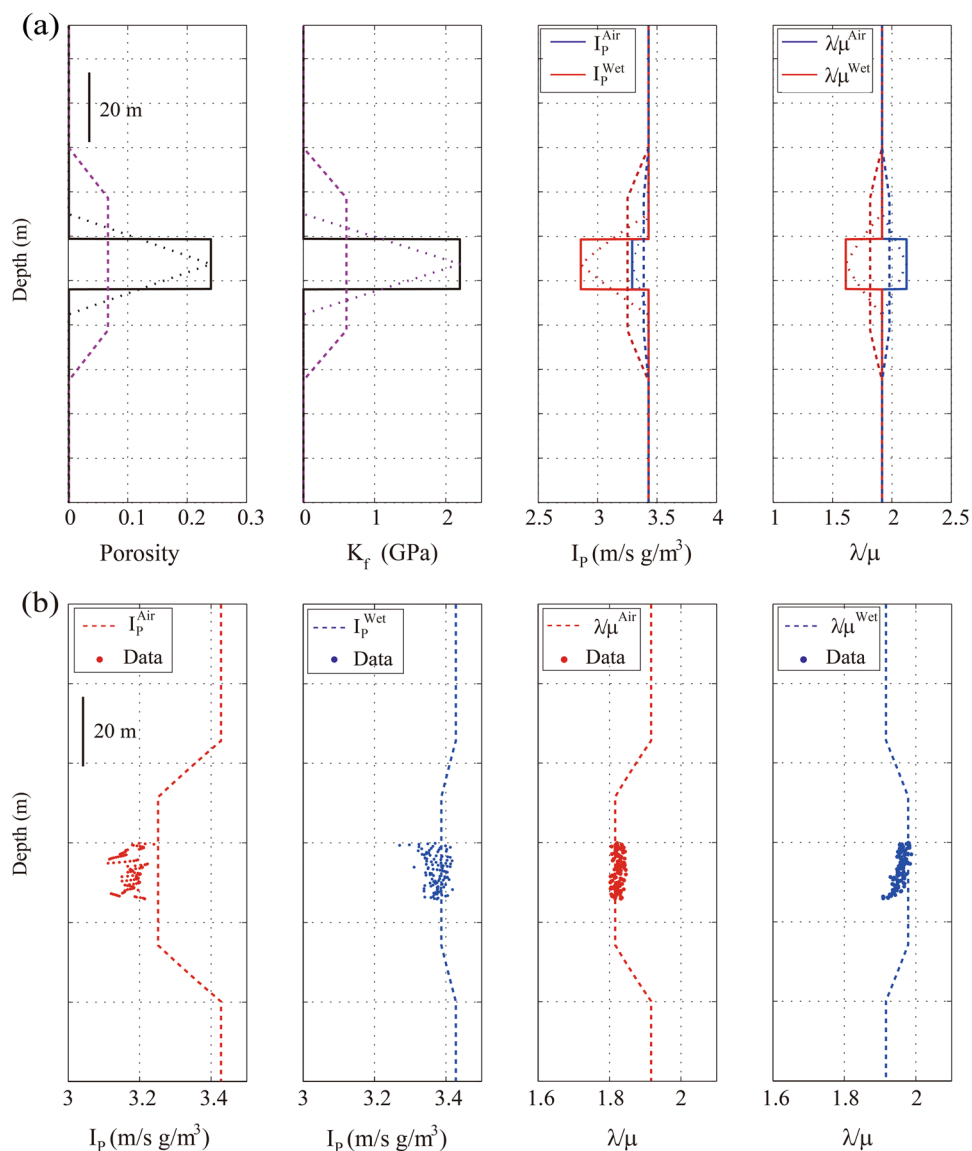 (a)
I_P^Air
I_P^Wet
λ/μ^Air
λ/μ^Wet
20 m
Depth (m)
0 0.1 0.2 0.3
0 1 2
2.5 3 3.5 4
1 1.5 2 2.5
Porosity
K_f (GPa)
I_P (m/s g/m³)
λ/μ
(b)
I_P^Air
Data
I_P^Wet
Data
λ/μ^Air
Data
λ/μ^Wet
Data
20 m
Depth (m)
3 3.2 3.4
3 3.2 3.4
1.6 1.8 2
1.6 1.8 2
I_P (m/s g/m³)
I_P (m/s g/m³)
λ/μ
λ/μ